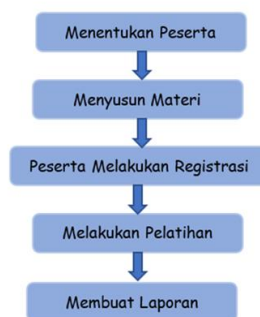 Menentukan Peserta
Menyusun Materi
Peserta Melakukan Registrasi
Melakukan Pelatihan
Membuat Laporan